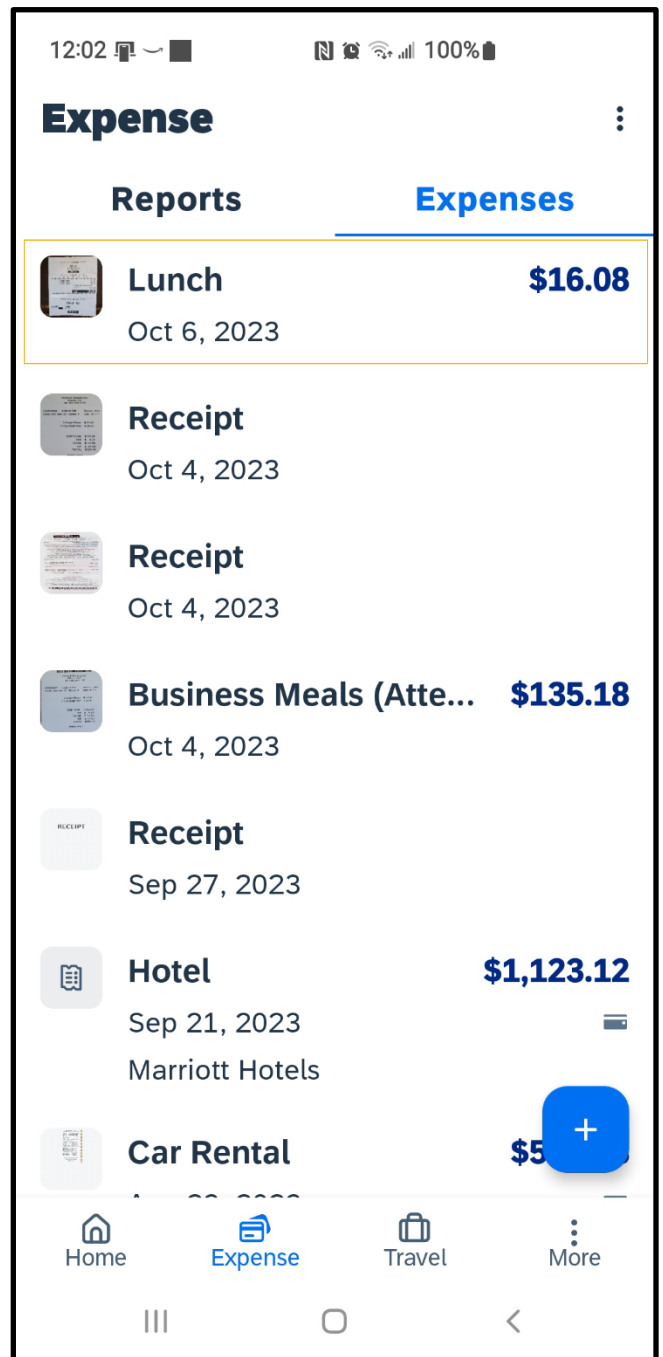 12:02 100%
Expense
Reports Expenses
Lunch $16.08
Oct 6, 2023
Receipt
Oct 4, 2023
Receipt
Oct 4, 2023
Business Meals (Atte... $135.18
Oct 4, 2023
RECEIPT
Receipt
Sep 27, 2023
Hotel $1,123.12
Sep 21, 2023
Marriott Hotels
+
Car Rental
Home Expense Travel More